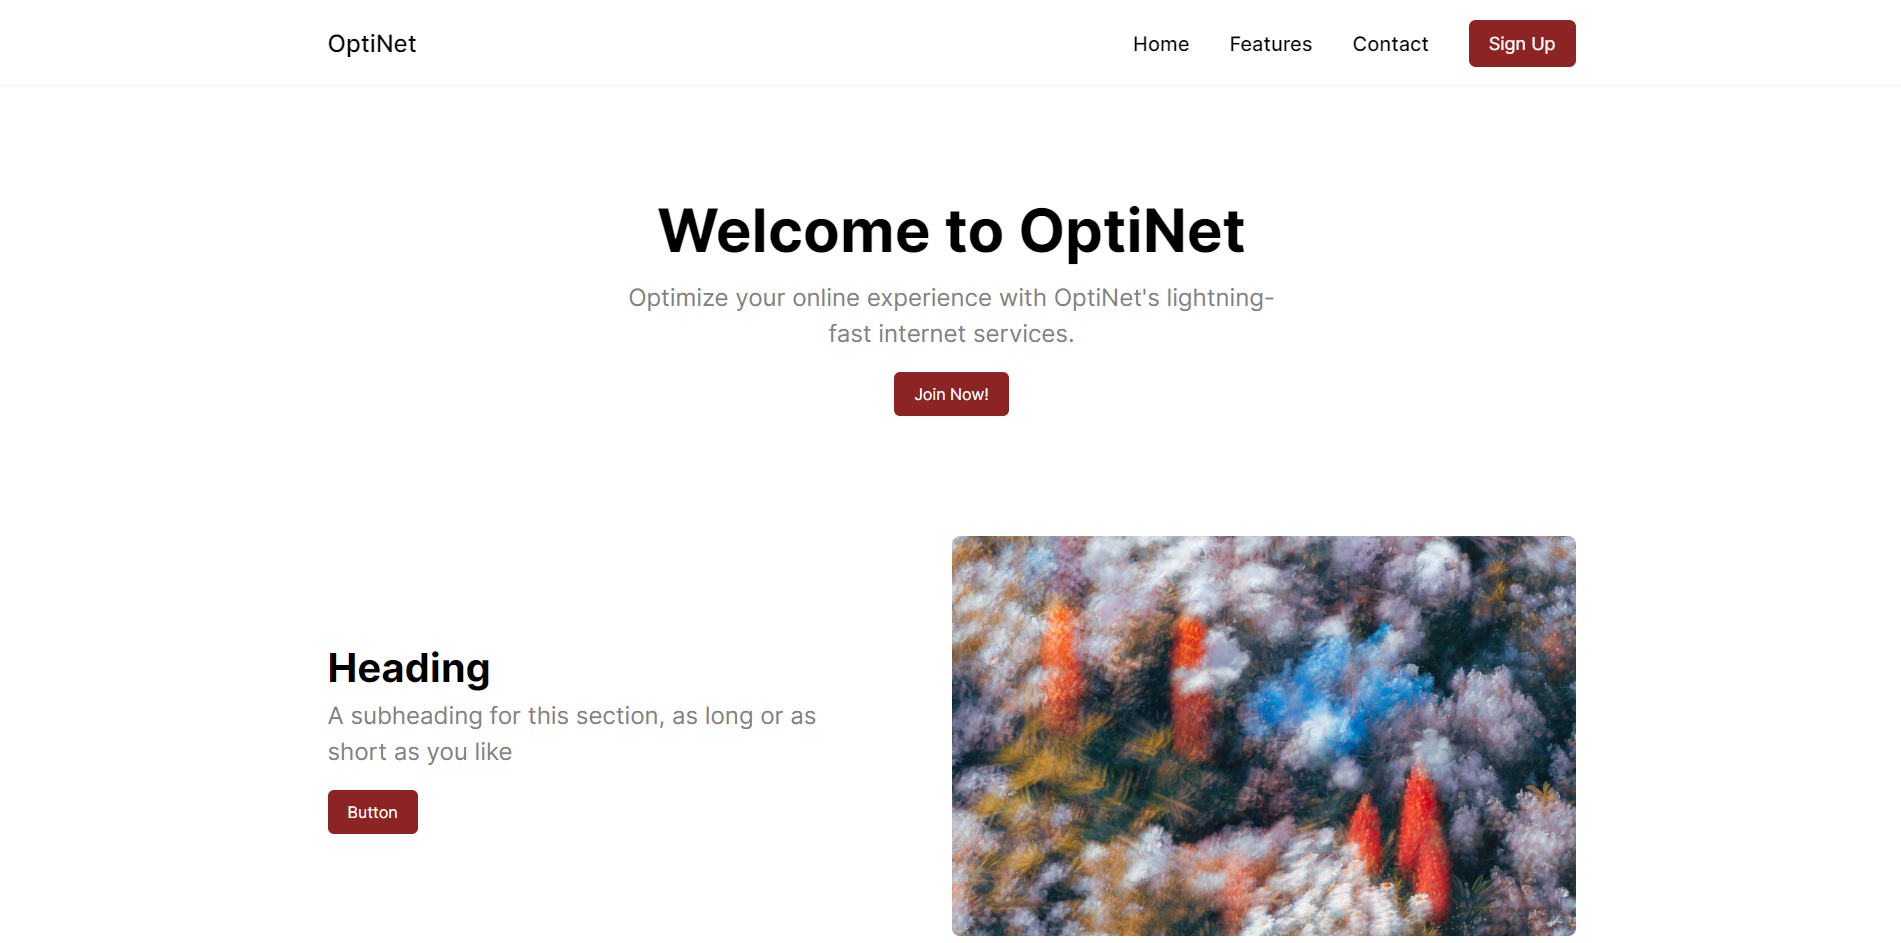 OptiNet
Home Features Contact Sign Up
Welcome to OptiNet
Optimize your online experience with OptiNet's lightning-
fast internet services.
Join Now!
Heading
A subheading for this section, as long or as
short as you like
Button